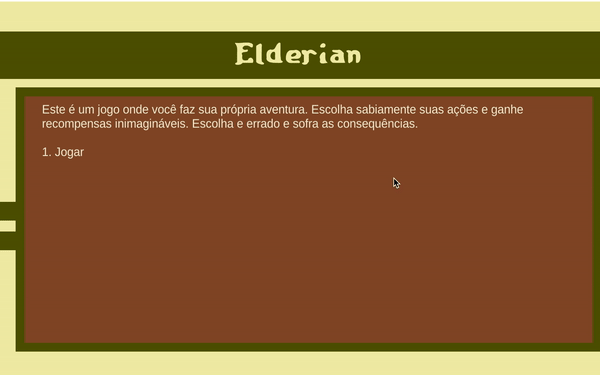 Elderian
Este é um jogo onde você faz sua própria aventura. Escolha sabiamente suas ações e ganhe
recompensas inimagináveis. Escolha e errado e sofra as consequências.
1. Jogar